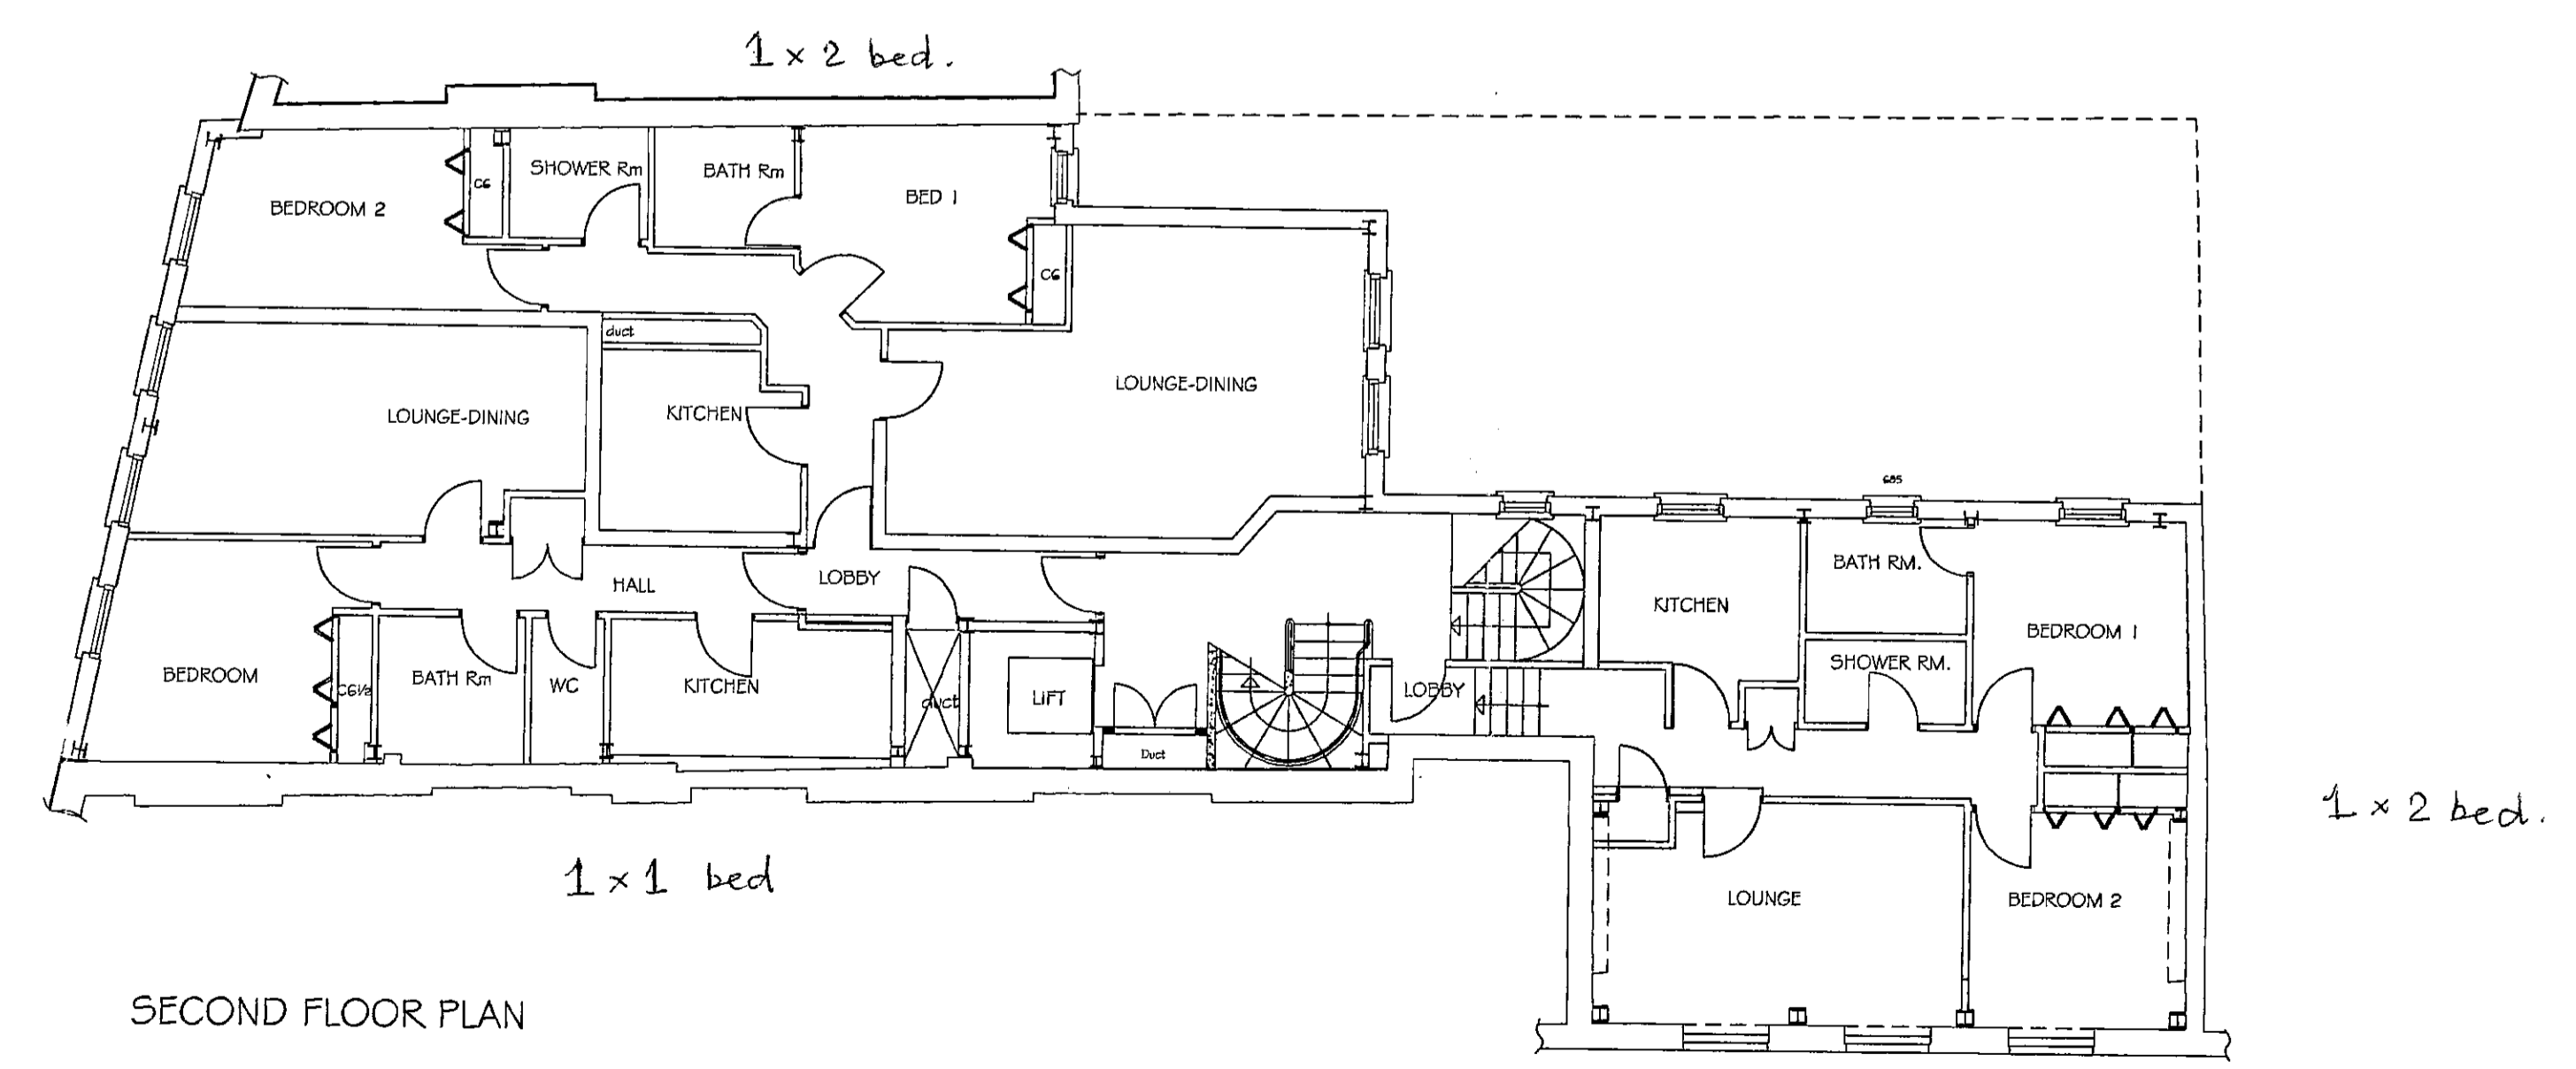 1 x 2 bed.
SHOWER Rm
BATH Rm
C6
BED 1
BEDROOM 2
C6
duct
LOUNGE-DINING
KITCHEN
LOUNGE-DINING
685
BATH RM.
LOBBY
HALL
KITCHEN
BEDROOM 1
SHOWER RM.
BEDROOM
BATH Rm
WC
KITCHEN
C6½
duct
LIFT
LOBBY
Duct
1 x 2 bed.
1 x 1 bed
LOUNGE
BEDROOM 2
SECOND FLOOR PLAN